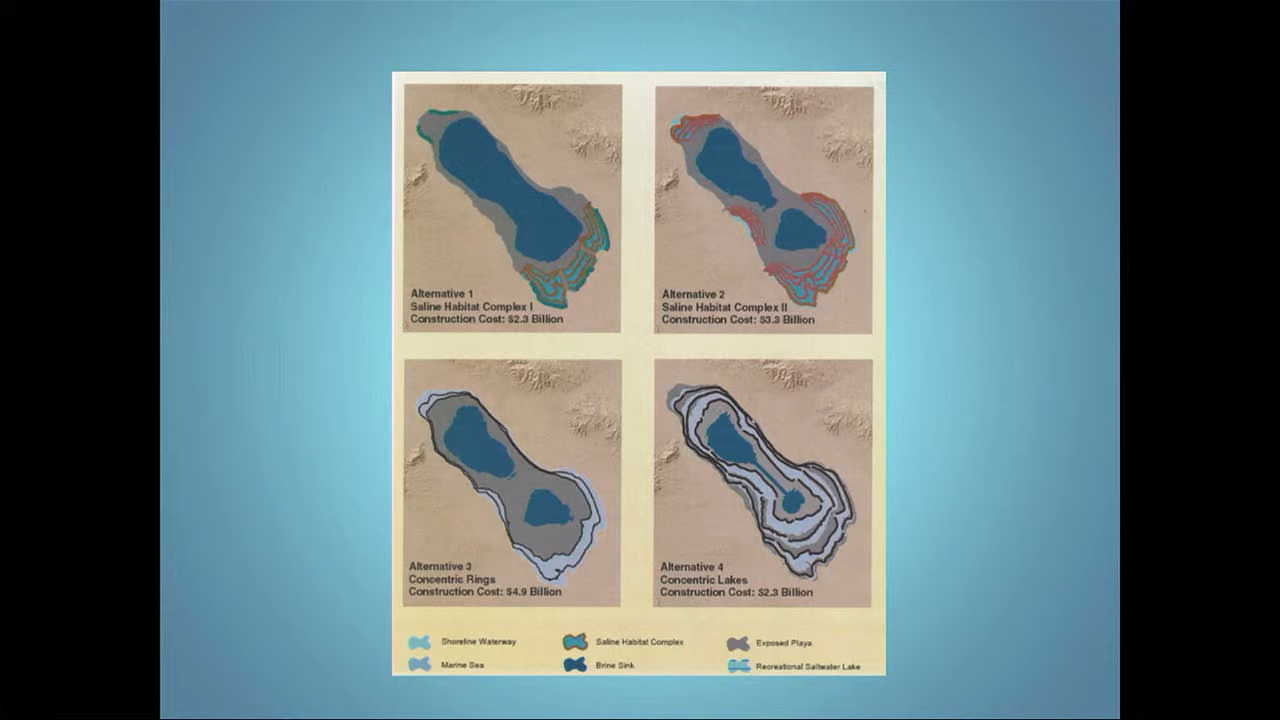 Alternative 1
Saline Habitat Complex I
Construction Cost: $2.3 Billion
Alternative 2
Saline Habitat Complex II
Construction Cost: $3.3 Billion
Alternative 3
Concentric Rings
Construction Cost: $4.9 Billion
Alternative 4
Concentric Lakes
Construction Cost: $2.3 Billion
Shoreline Waterway
Saline Habitat Complex
Exposed Playa
Marine Sea
Brine Sink
Recreational Saltwater Lake